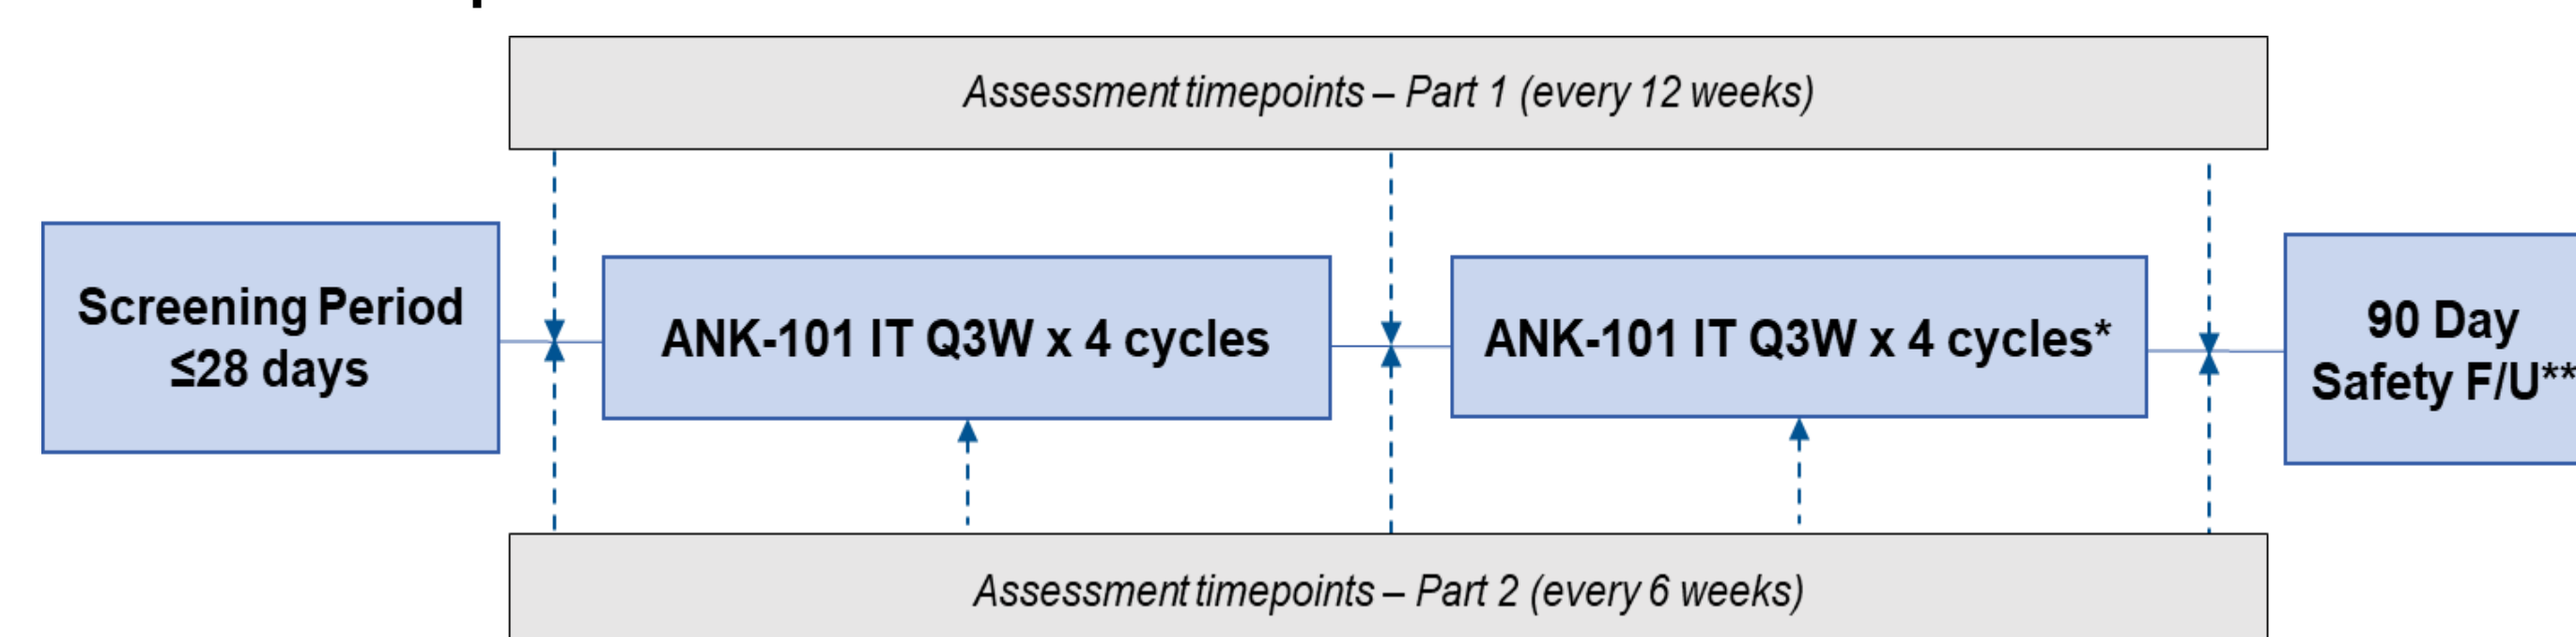 Assessment timepoints – Part 1 (every 12 weeks)
Screening Period
≤28 days
ANK-101 IT Q3W x 4 cycles
ANK-101 IT Q3W x 4 cycles*
90 Day
Safety F/U**
Assessment timepoints – Part 2 (every 6 weeks)